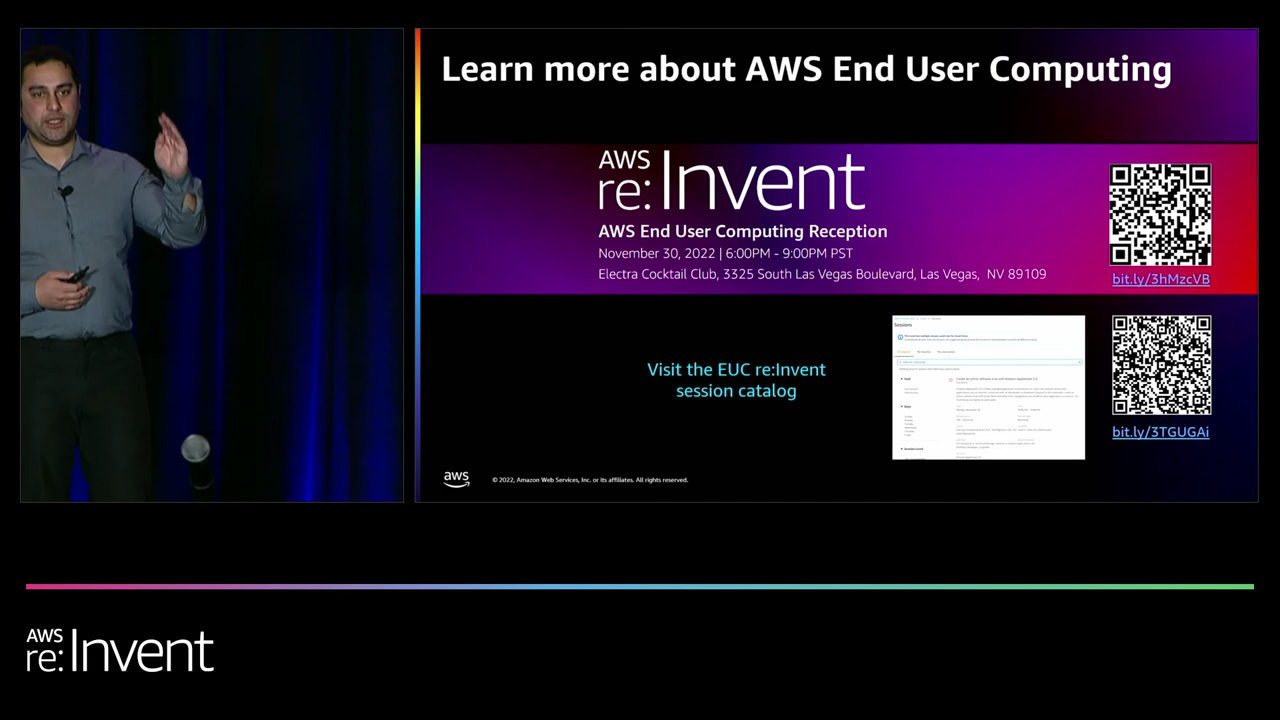 Learn more about AWS End User Computing
AWS
re:Invent
AWS End User Computing Reception
November 30, 2022 | 6:00PM - 9:00PM PST
Electra Cocktail Club, 3325 South Las Vegas Boulevard, Las Vegas, NV 89109
bit.ly/3hMzcVB
Visit the EUC re:Invent
session catalog
Sessions
bit.ly/3TGUGAi
aws
© 2022, Amazon Web Services, Inc. or its affiliates. All rights reserved.
AWS
re:Invent